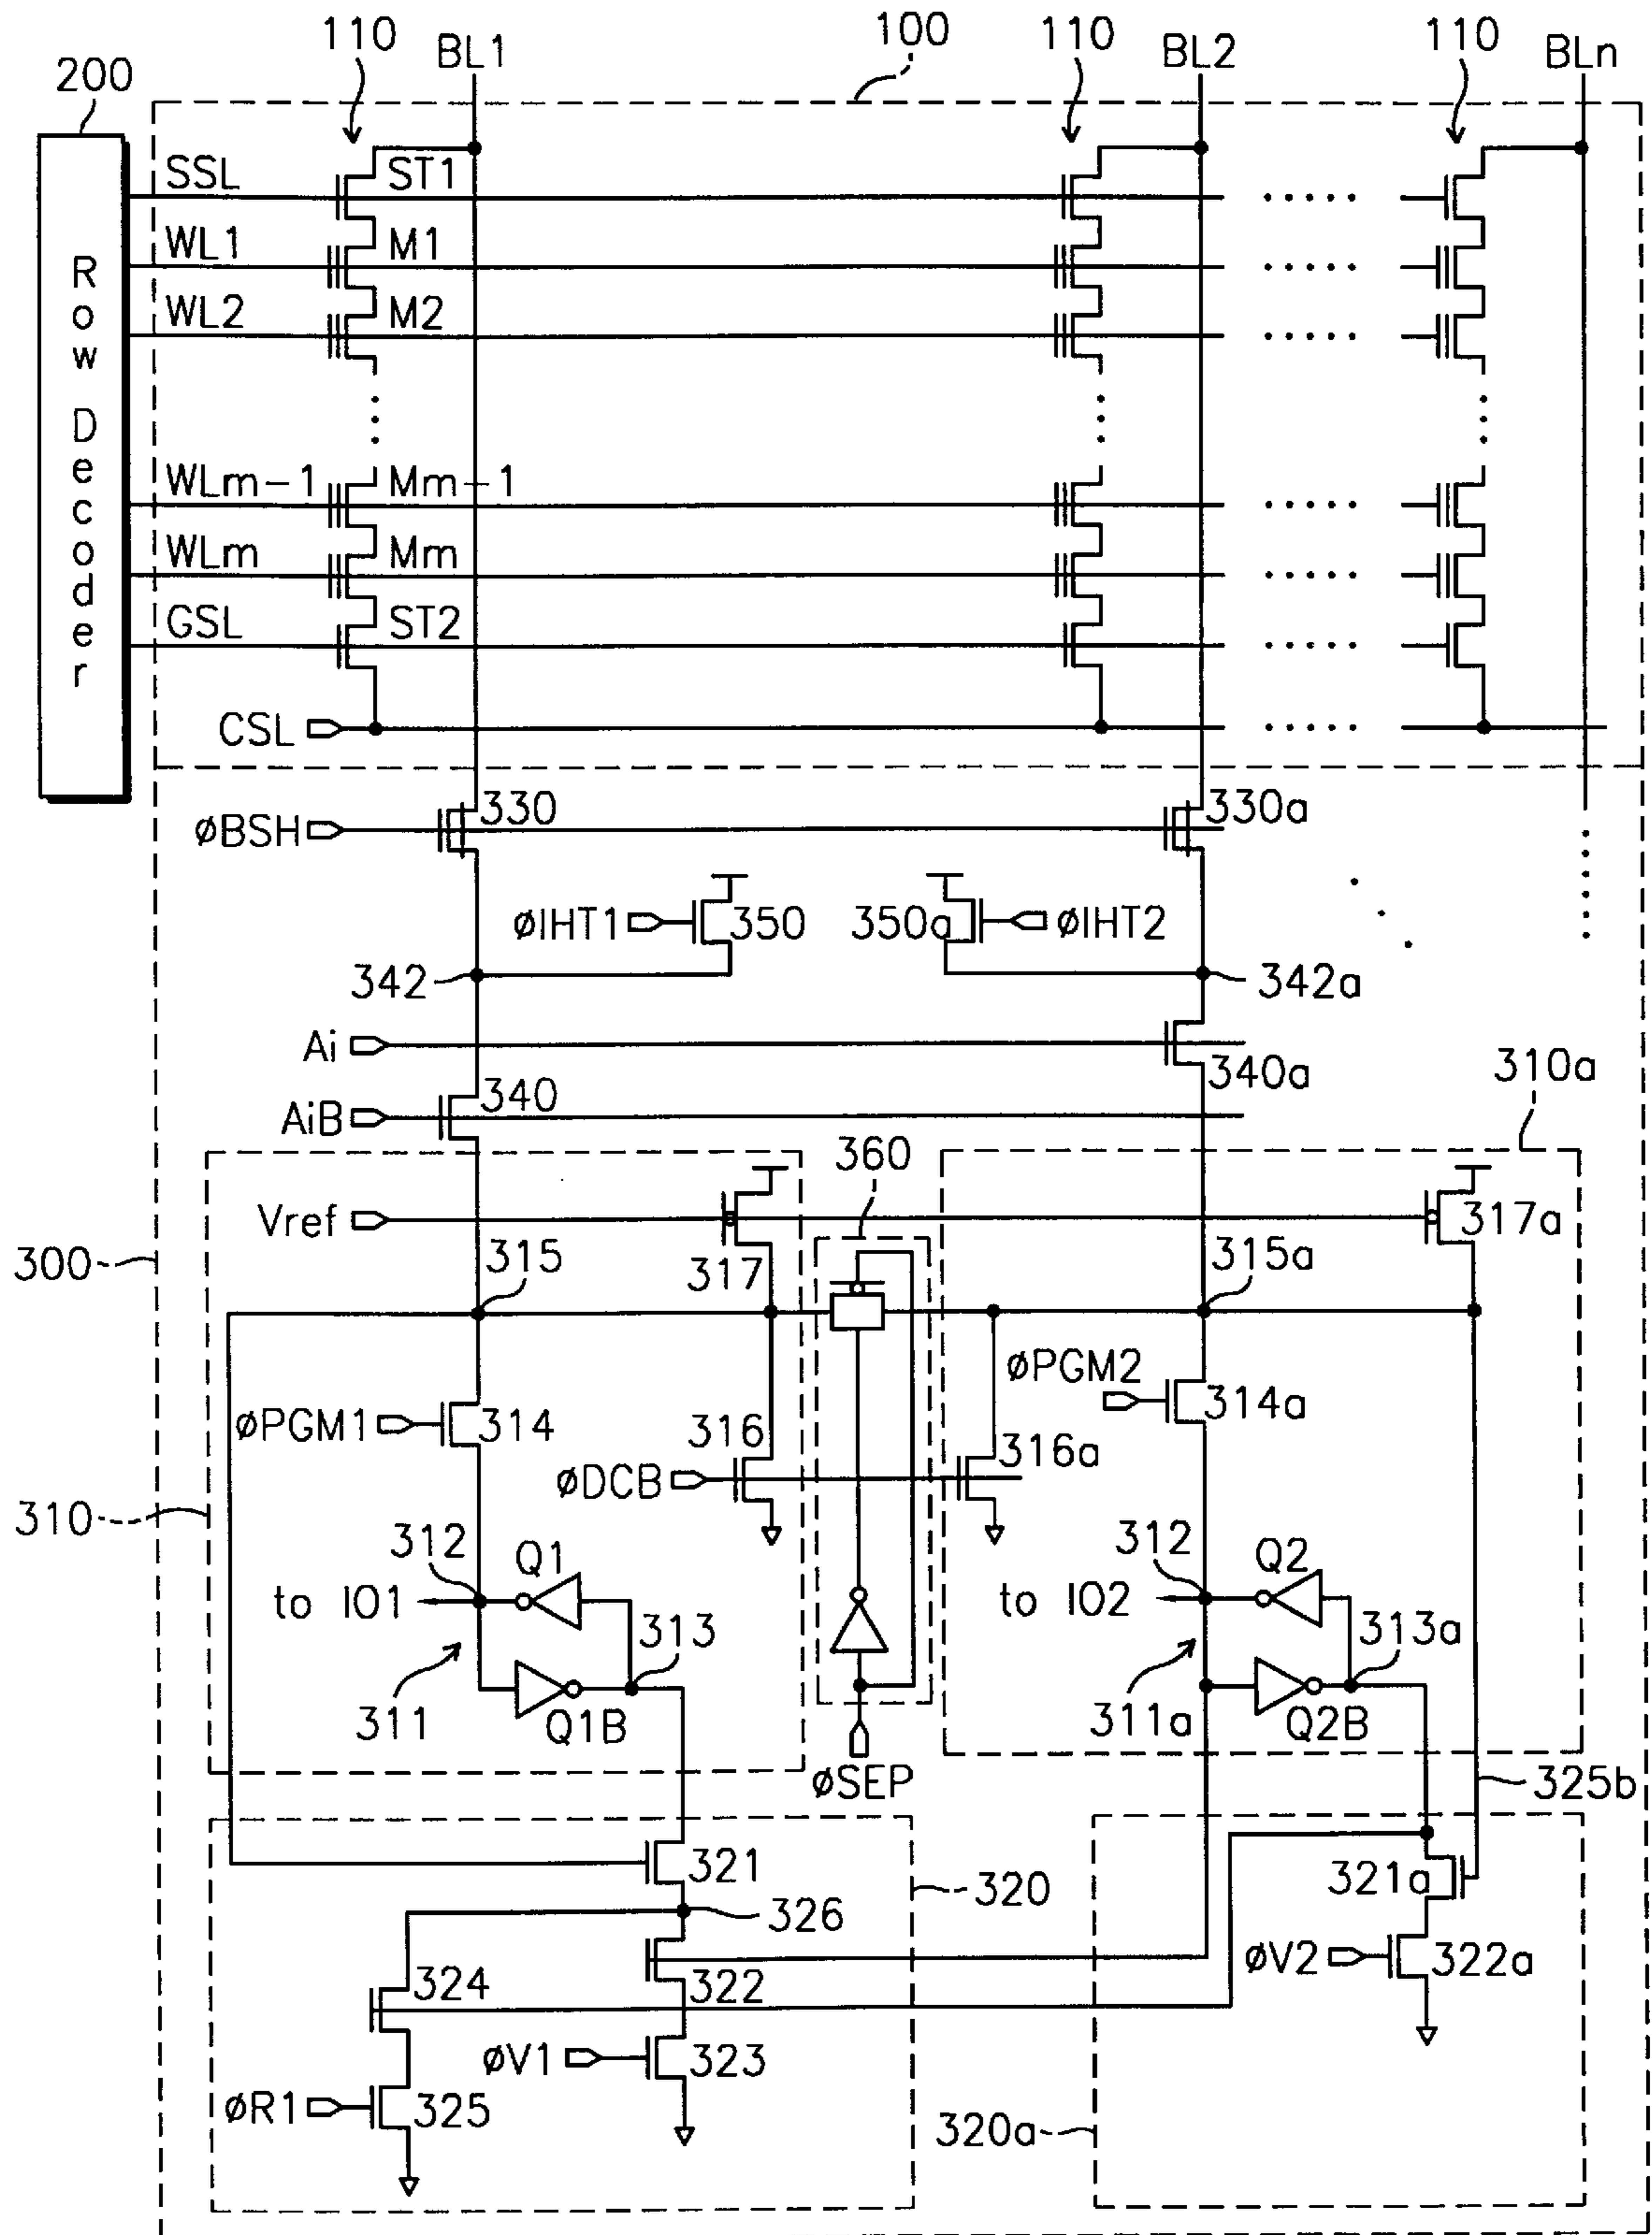 110 BL1 100 110 BL2 110 BLn
200
SSL ST1
WL1 M1
WL2 M2
Row Decoder
WLm-1 Mm-1
WLm Mm
GSL ST2
CSL
øBSH 330 330a
øIHT1 350 350a øIHT2
342 342a
Ai 340a 310a
AiB 340
360
Vref 317a
300 315 317 315a
øPGM2
øPGM1 314 316 314a
øDCB 316a
310
312 Q1 312 Q2
to IO1 to IO2
313 313a
311 Q1B 311a Q2B
øSEP 325b
321 321a
320
326
324 322 øV2 322a
øV1 323
øR1 325
320a